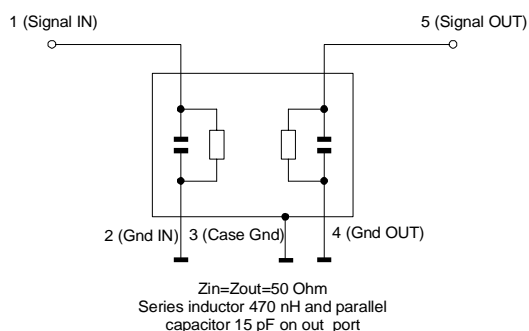 1 (Signal IN)
5 (Signal OUT)
2 (Gnd IN)
3 (Case Gnd)
4 (Gnd OUT)
Zin=Zout=50 Ohm
Series inductor 470 nH and parallel
capacitor 15 pF on out port